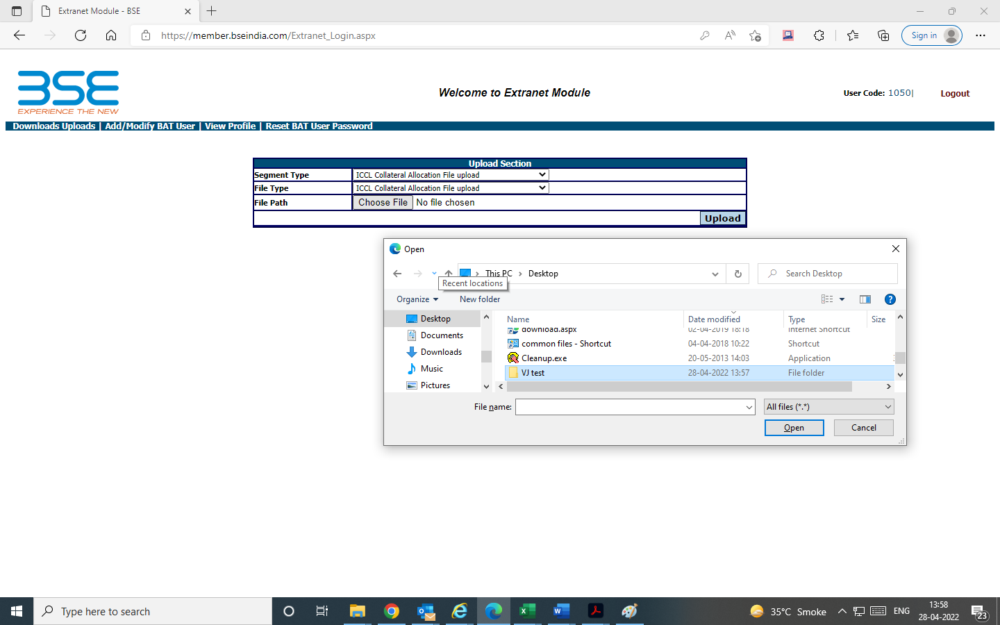 Extranet Module - BSE
https://member.bseindia.com/Extranet_Login.aspx
Sign in
BSE
EXPERIENCE THE NEW
Welcome to Extranet Module
User Code: 1050|
Logout
Downloads Uploads | Add/Modify BAT User | View Profile | Reset BAT User Password
Upload Section
Segment Type ICCL Collateral Allocation File upload
File Type ICCL Collateral Allocation File upload
File Path Choose File No file chosen
Upload
Open
This PC > Desktop
Search Desktop
Recent locations
Organize
New folder
Desktop
Documents
Downloads
Music
Pictures
Name Date modified Type Size
download.aspx 02-04-2019 18:18 Internet Shortcut
common files - Shortcut 04-04-2018 10:22 Shortcut
Cleanup.exe 20-05-2013 14:03 Application
VJ test 28-04-2022 13:57 File folder
File name:
All files (*.*)
Open
Cancel
Type here to search
35°C Smoke
ENG
13:58
28-04-2022
23